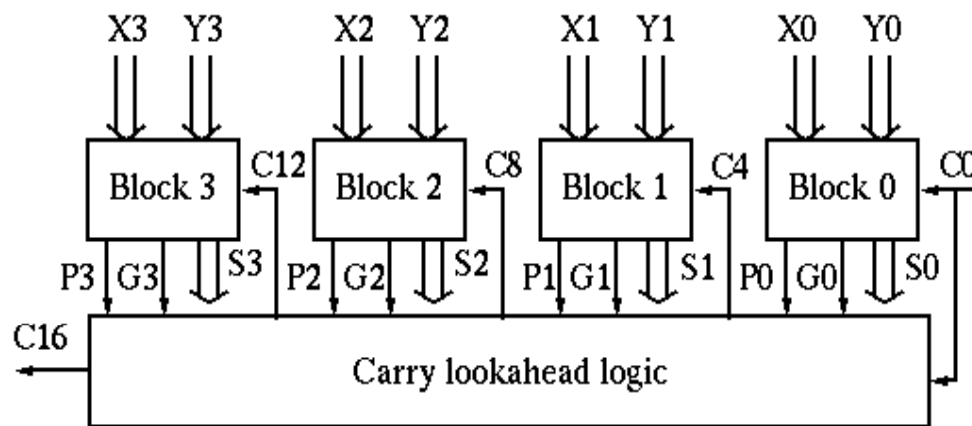 X3 Y3 X2 Y2 X1 Y1 X0 Y0
Block 3 C12 Block 2 C8 Block 1 C4 Block 0 C0
P3 G3 S3 P2 G2 S2 P1 G1 S1 P0 G0 S0
C16
Carry lookahead logic